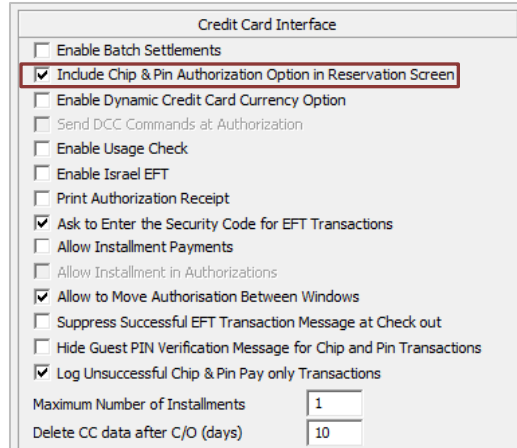 Credit Card Interface
Enable Batch Settlements
Include Chip & Pin Authorization Option in Reservation Screen
Enable Dynamic Credit Card Currency Option
Send DCC Commands at Authorization
Enable Usage Check
Enable Israel EFT
Print Authorization Receipt
Ask to Enter the Security Code for EFT Transactions
Allow Installment Payments
Allow Installment in Authorizations
Allow to Move Authorisation Between Windows
Suppress Successful EFT Transaction Message at Check out
Hide Guest PIN Verification Message for Chip and Pin Transactions
Log Unsuccessful Chip & Pin Pay only Transactions
Maximum Number of Installments 1
Delete CC data after C/O (days) 10